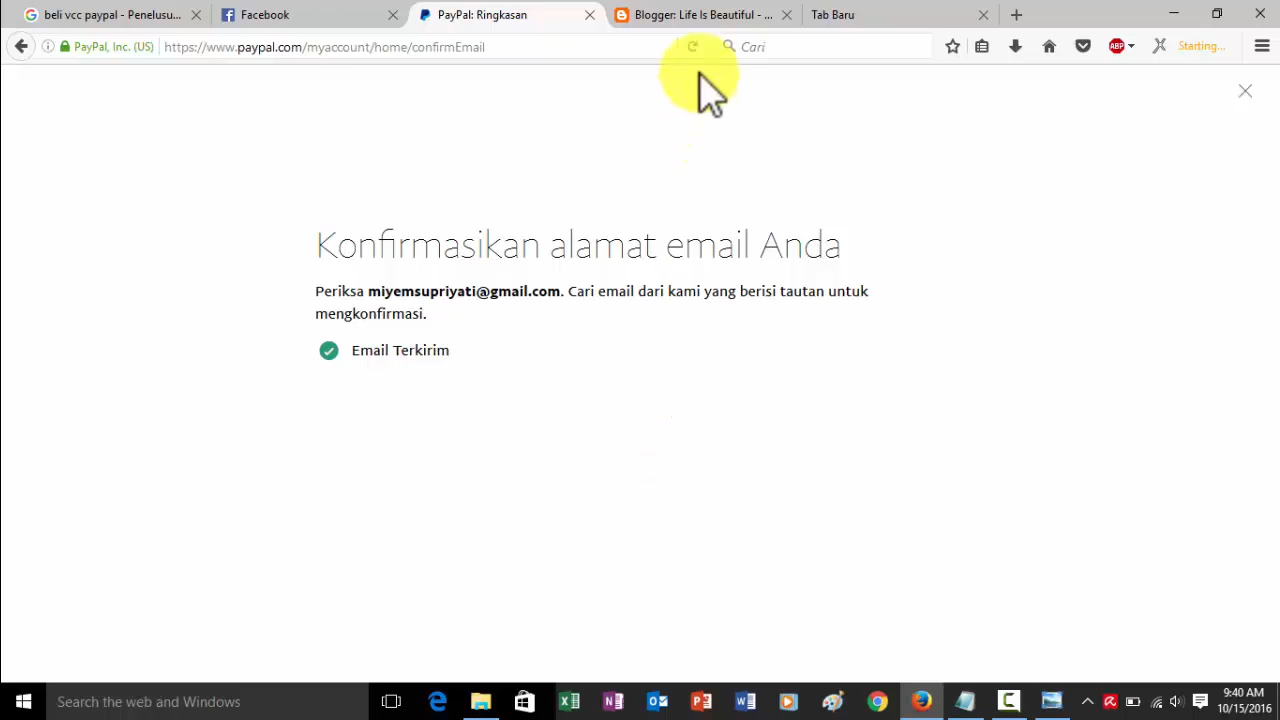 beli vcc paypal - Penelusu...
Facebook
PayPal: Ringkasan
Blogger: Life Is Beautiful - ...
Tab Baru
PayPal, Inc. (US)
https://www.paypal.com/myaccount/home/confirmEmail
Cari
ABP
Starting...
Konfirmasikan alamat email Anda
Periksa miyemsupriyati@gmail.com. Cari email dari kami yang berisi tautan untuk
mengkonfirmasi.
Email Terkirim
Search the web and Windows
9:40 AM
10/15/2016